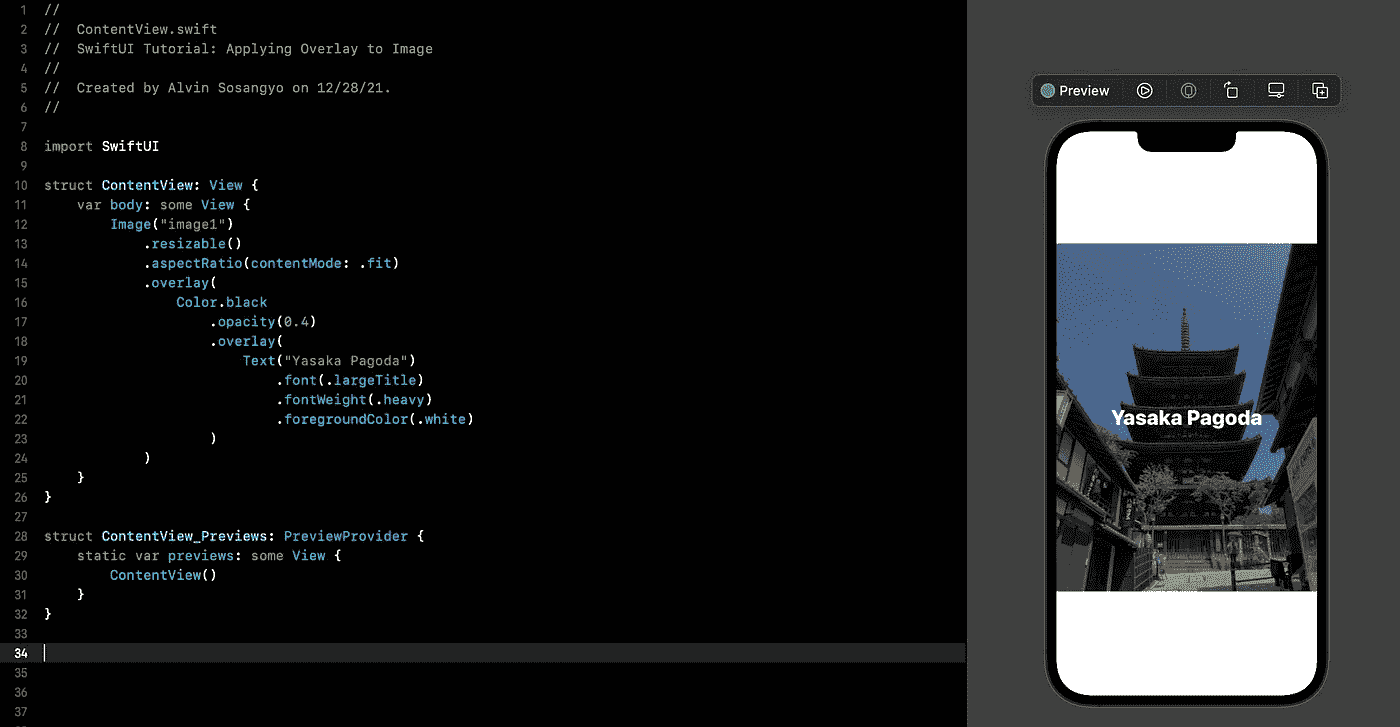 1 //
2 //  ContentView.swift
3 //  SwiftUI Tutorial: Applying Overlay to Image
4 //
5 //  Created by Alvin Sosangyo on 12/28/21.
6 //
7
8 import SwiftUI
9
10 struct ContentView: View {
11     var body: some View {
12         Image("image1")
13             .resizable()
14             .aspectRatio(contentMode: .fit)
15             .overlay(
16                 Color.black
17                     .opacity(0.4)
18                     .overlay(
19                         Text("Yasaka Pagoda")
20                             .font(.largeTitle)
21                             .fontWeight(.heavy)
22                             .foregroundColor(.white)
23                     )
24             )
25     }
26 }
27
28 struct ContentView_Previews: PreviewProvider {
29     static var previews: some View {
30         ContentView()
31     }
32 }
33
34
35
36
37
Preview
Yasaka Pagoda